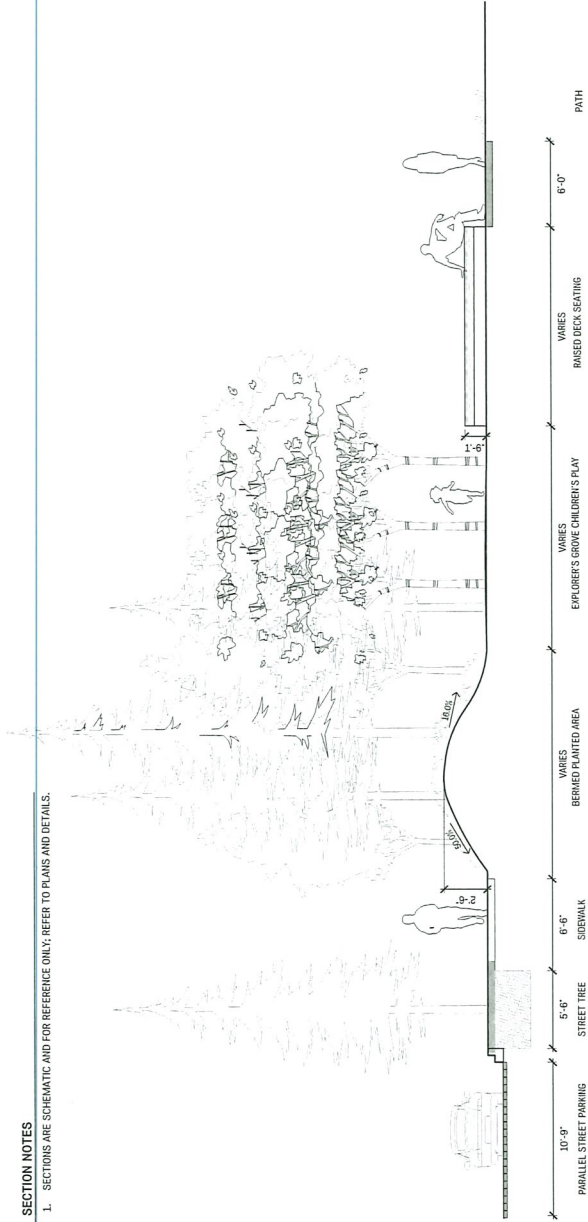 SECTION NOTES
1. SECTIONS ARE SCHEMATIC AND FOR REFERENCE ONLY; REFER TO PLANS AND DETAILS.
50.0%
16.0%
2'-6"
1'-6"
10'-9"
PARALLEL STREET PARKING
5'-6"
STREET TREE
6'-6"
SIDEWALK
VARIES
BERMED PLANTED AREA
VARIES
EXPLORER'S GROVE CHILDREN'S PLAY
VARIES
RAISED DECK SEATING
6'-0"
PATH